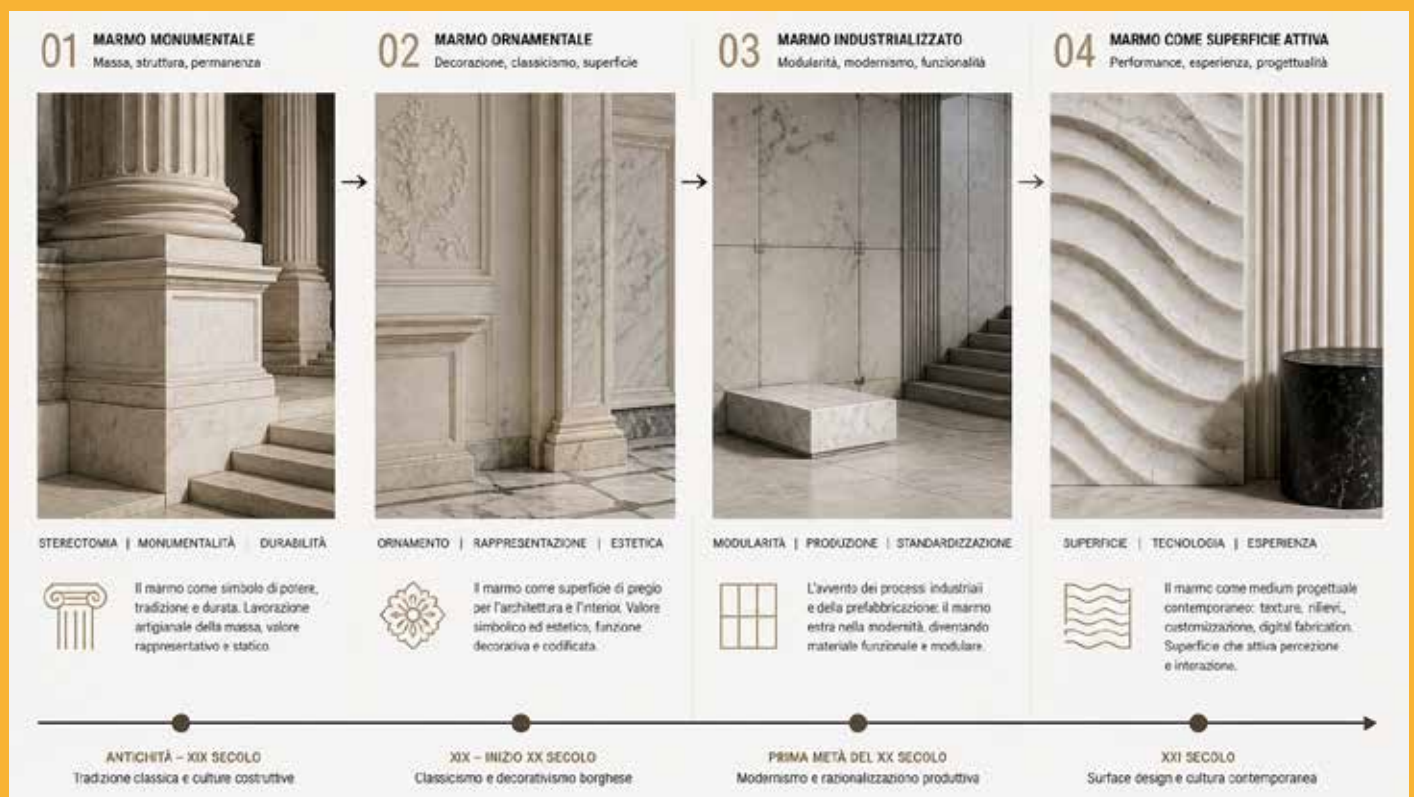 01
MARMO MONUMENTALE
Massa, struttura, permanenza
02
MARMO ORNAMENTALE
Decorazione, classicismo, superficie
03
MARMO INDUSTRIALIZZATO
Modularità, modernismo, funzionalità
04
MARMO COME SUPERFICIE ATTIVA
Performance, esperienza, progettualità
STERECTOMIA | MONUMENTALITÀ | DURABILITÀ
ORNAMENTO | RAPPRESENTAZIONE | ESTETICA
MODULARITÀ | PRODUZIONE | STANDARDIZZAZIONE
SUPERFICIE | TECNOLOGIA | ESPERIENZA
Il marmo come simbolo di potere,
tradizione e durata. Lavorazione
artigianale della massa, valore
rappresentativo e statico.
Il marmo come superficie di pregio
per l'architettura e l'interior. Valore
simbolico ed estetico, funzione
decorativa e codificata.
L'avvento dei processi industriali
e della prefabbricazione: il marmo
entra nella modernità, diventando
materiale funzionale e modulare.
Il marmo come medium progettuale
contemporaneo: texture, rilievi,
customizzazione, digital fabrication.
Superficie che attiva percezione
e interazione.
ANTICHITÀ – XIX SECOLO
Tradizione classica e culture costruttive
XIX – INIZIO XX SECOLO
Classicismo e decorativismo borghese
PRIMA METÀ DEL XX SECOLO
Modernismo e razionalizzaziono produttiva
XXI SECOLO
Surface design e cultura contemporanea